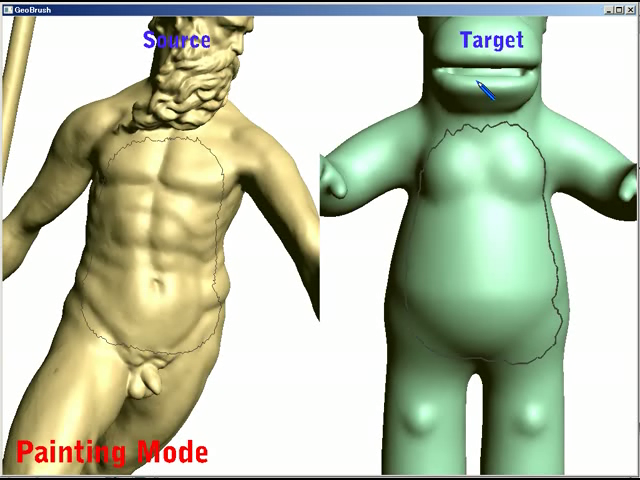 GeoBrush
Source
Target
Painting Mode